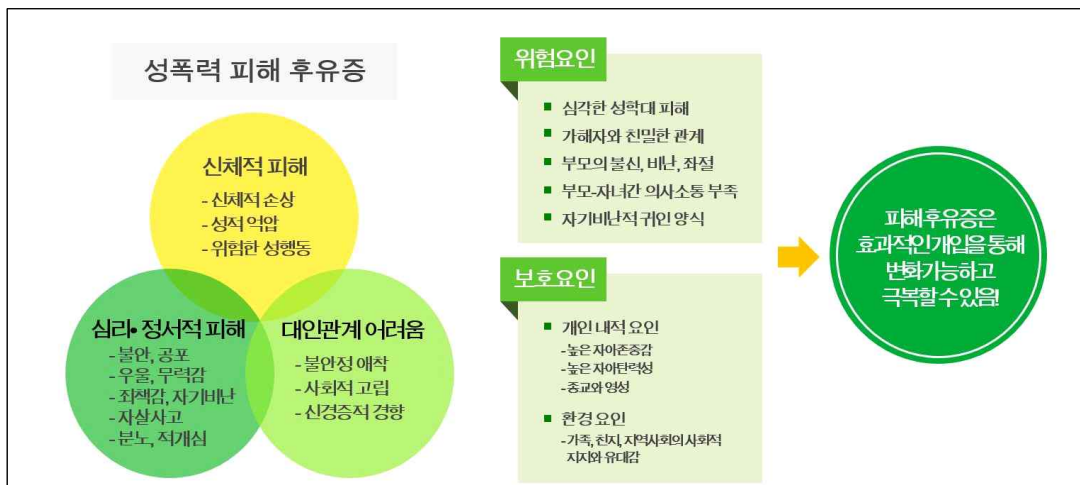 성폭력 피해 후유증
신체적 피해
- 신체적 손상
- 성적 억압
- 위험한 성행동
심리• 정서적 피해
- 불안, 공포
- 우울, 무력감
- 죄책감, 자기비난
- 자살사고
- 분노, 적개심
대인관계 어려움
- 불안정 애착
- 사회적 고립
- 신경증적 경향
위험요인
■ 심각한 성학대 피해
■ 가해자와 친밀한 관계
■ 부모의 불신, 비난, 좌절
■ 부모-자녀간 의사소통 부족
■ 자기비난적 귀인 양식
보호요인
■ 개인 내적 요인
- 높은 자아존중감
- 높은 자아탄력성
- 종교와 영성
■ 환경 요인
- 가족, 친지, 지역사회의 사회적
지지와 유대감
피해후유증은
효과적인 개입을 통해
변화가능하고
극복할 수 있음!